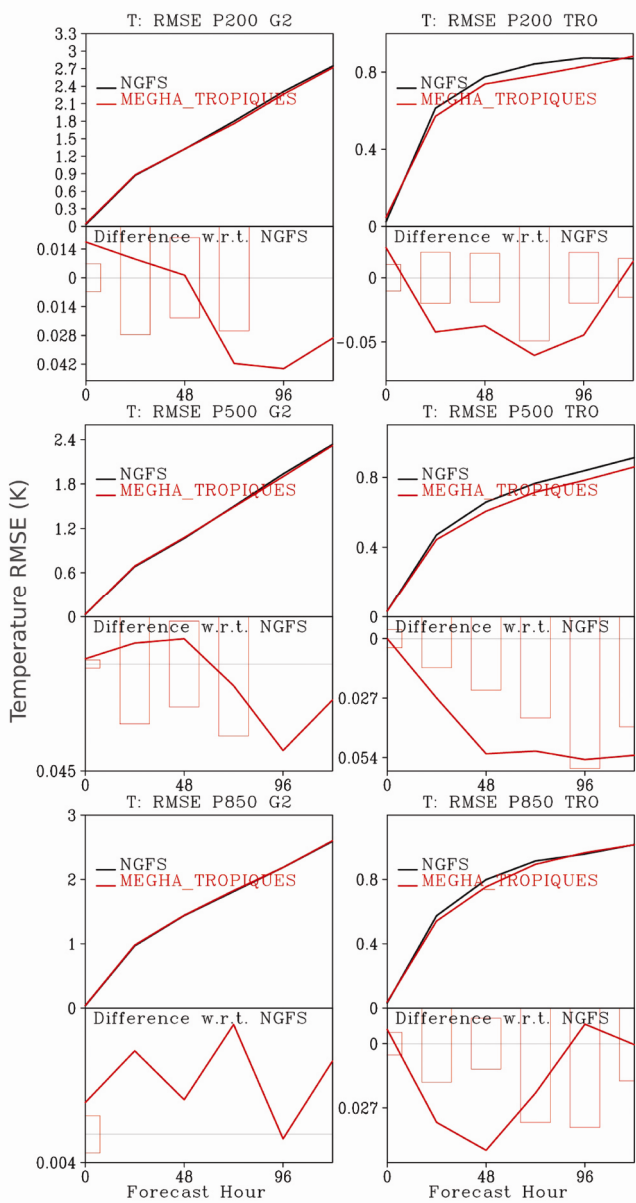 T: RMSE P200 G2
T: RMSE P200 TRO
3.3
3
2.7
2.4
2.1
1.8
1.5
1.2
0.9
0.6
0.3
0
NGFS
MEGHA_TROPIQUES
0.8
0.4
0
NGFS
MEGHA_TROPIQUES
Difference w.r.t. NGFS
0.014
0
0.014
0.028
0.042
0 48 96
Difference w.r.t. NGFS
0
-0.05
0 48 96
T: RMSE P500 G2
T: RMSE P500 TRO
2.4
1.8
1.2
0.6
0
NGFS
MEGHA_TROPIQUES
0.8
0.4
0
NGFS
MEGHA_TROPIQUES
Temperature RMSE (K)
Difference w.r.t. NGFS
0.045
0 48 96
Difference w.r.t. NGFS
0
0.027
0.054
0 48 96
T: RMSE P850 G2
T: RMSE P850 TRO
3
2
1
0
NGFS
MEGHA_TROPIQUES
0.8
0.4
0
NGFS
MEGHA_TROPIQUES
Difference w.r.t. NGFS
0.004
0 48 96
Forecast Hour
Difference w.r.t. NGFS
0
0.027
0 48 96
Forecast Hour